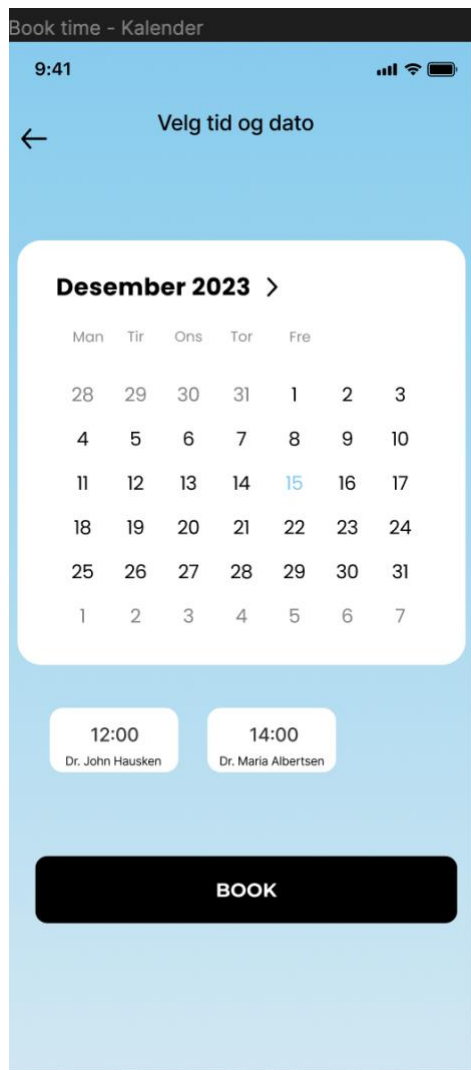 Book time - Kalender
9:41
Velg tid og dato
Desember 2023
Man Tir Ons Tor Fre
28 29 30 31 1 2 3
4 5 6 7 8 9 10
11 12 13 14 15 16 17
18 19 20 21 22 23 24
25 26 27 28 29 30 31
1 2 3 4 5 6 7
12:00 14:00
Dr. John Hausken Dr. Maria Albertsen
BOOK